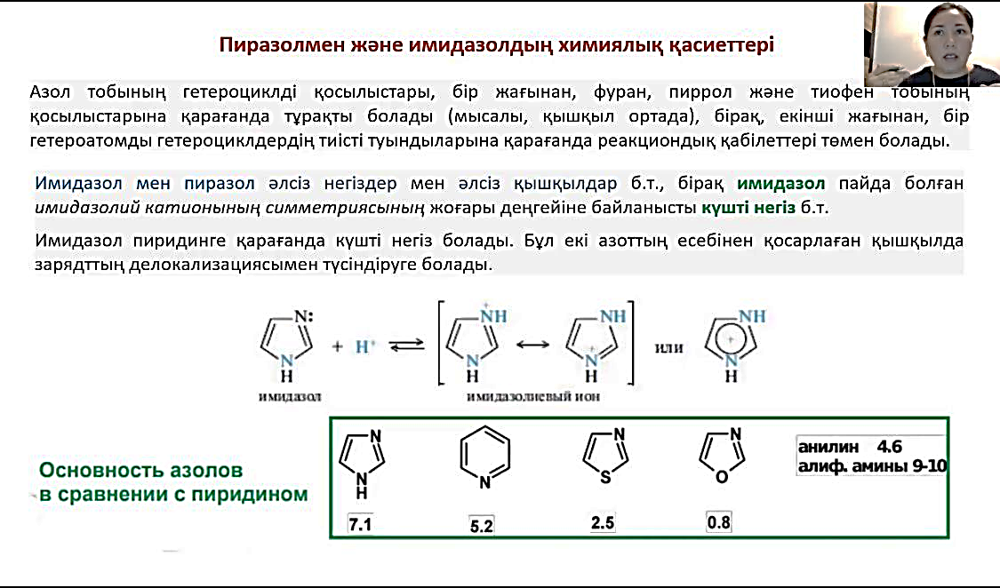 Пиразолмен және имидазолдың химиялық қасиеттері
Азол тобының гетероциклді қосылыстары, бір жағынан, фуран, пиррол және тиофен тобының
қосылыстарына қарағанда тұрақты болады (мысалы, қышқыл ортада), бірақ, екінші жағынан, бір
гетероатомды гетероциклдердің тиісті туындыларына қарағанда реакциондық қабілеттері төмен болады.
Имидазол мен пиразол әлсіз негіздер мен әлсіз қышқылдар б.т., бірақ имидазол пайда болған
имидазолий катионының симметриясының жоғары деңгейіне байланысты күшті негіз б.т.
Имидазол пиридинге қарағанда күшті негіз болады. Бұл екі азоттың есебінен қосарлаған қышқылда
зарядттың делокализациясымен түсіндіруге болады.
N: + NH NH NH
+ H⁺ или +
N N N + N
H H H H
имидазол имидазолиевый ион
Основность азолов
в сравнении с пиридином
N N N
N N S O
H
7.1 5.2 2.5 0.8
анилин 4.6
алиф. амины 9-10